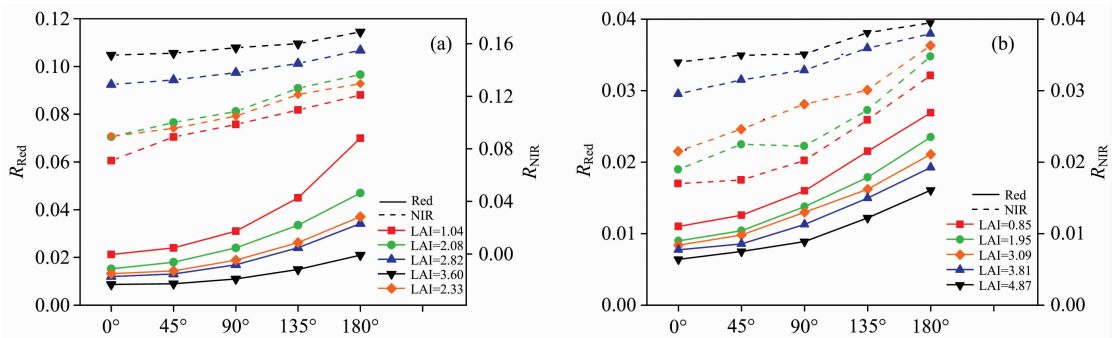 0.12
0.10
0.08
0.06
0.04
0.02
0.00
R_Red
(a)
0.16
0.12
0.08
0.04
0.00
R_NIR
Red
NIR
LAI=1.04
LAI=2.08
LAI=2.82
LAI=3.60
LAI=2.33
0° 45° 90° 135° 180°
0.04
0.03
0.02
0.01
0.00
R_Red
(b)
0.04
0.03
0.02
0.01
0.00
R_NIR
Red
NIR
LAI=0.85
LAI=1.95
LAI=3.09
LAI=3.81
LAI=4.87
0° 45° 90° 135° 180°